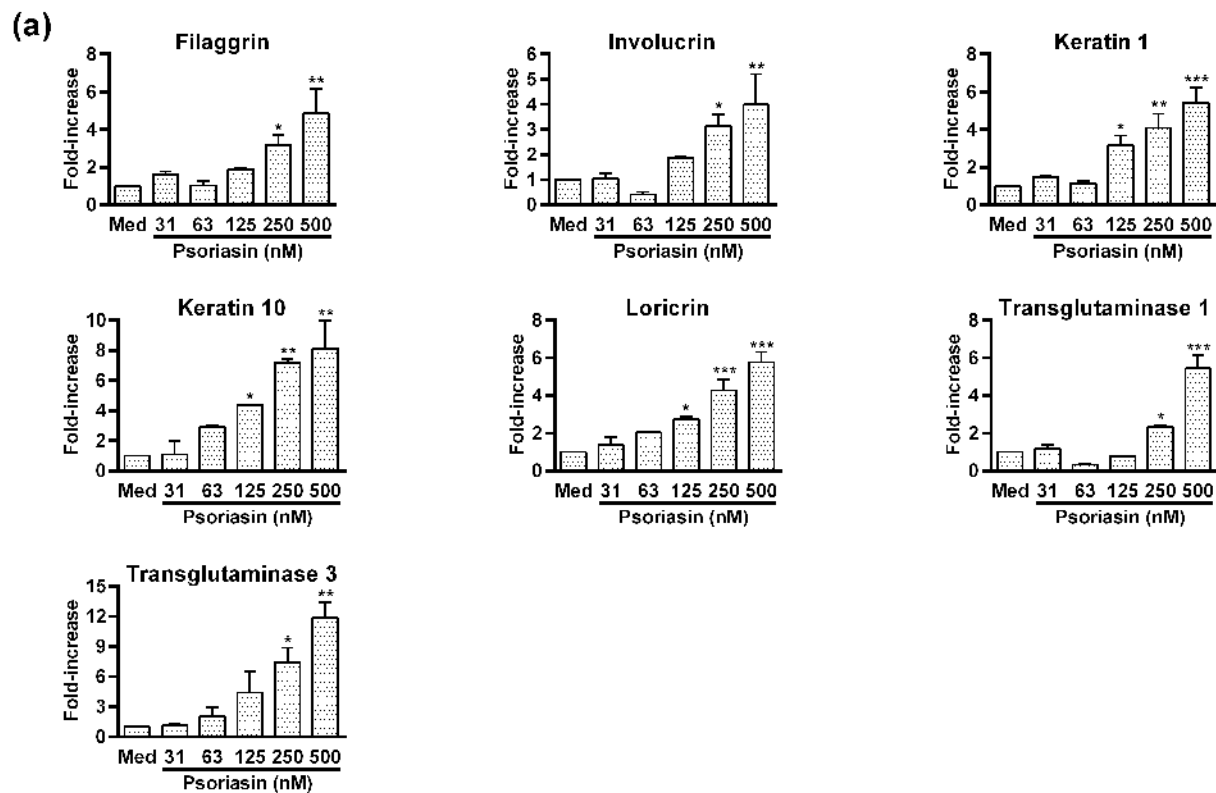 (a)
Filaggrin
Fold-increase
8
6
4
2
0
*
**
Med 31 63 125 250 500
Psoriasin (nM)
Involucrin
Fold-increase
6
5
4
3
2
1
0
*
**
Med 31 63 125 250 500
Psoriasin (nM)
Keratin 1
Fold-increase
8
6
4
2
0
*
**
***
Med 31 63 125 250 500
Psoriasin (nM)
Keratin 10
Fold-increase
10
8
6
4
2
0
*
**
**
Med 31 63 125 250 500
Psoriasin (nM)
Loricrin
Fold-increase
8
6
4
2
0
*
***
***
Med 31 63 125 250 500
Psoriasin (nM)
Transglutaminase 1
Fold-increase
8
6
4
2
0
*
***
Med 31 63 125 250 500
Psoriasin (nM)
Transglutaminase 3
Fold-increase
15
12
9
6
3
0
*
**
Med 31 63 125 250 500
Psoriasin (nM)